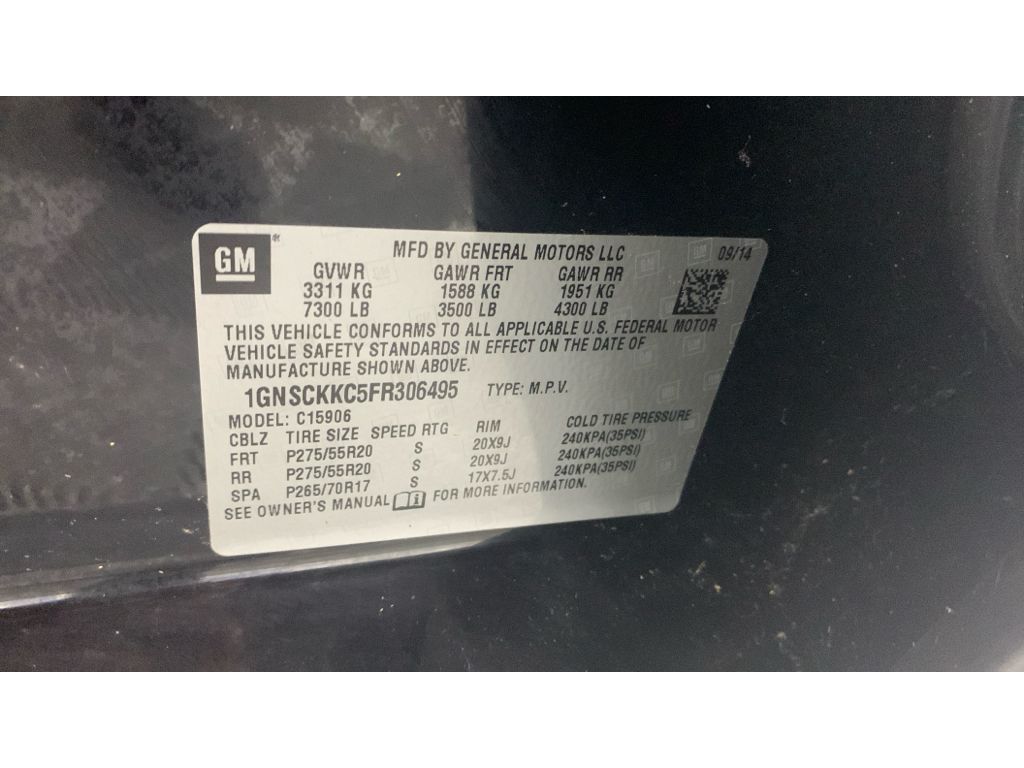 GM
MFD BY GENERAL MOTORS LLC 09/14
GVWR GAWR FRT GAWR RR
3311 KG 1588 KG 1951 KG
7300 LB 3500 LB 4300 LB
THIS VEHICLE CONFORMS TO ALL APPLICABLE U.S. FEDERAL MOTOR
VEHICLE SAFETY STANDARDS IN EFFECT ON THE DATE OF
MANUFACTURE SHOWN ABOVE.
1GNSCKKC5FR306495 TYPE: M.P.V.
MODEL: C15906
CBLZ TIRE SIZE SPEED RTG RIM COLD TIRE PRESSURE
FRT P275/55R20 S 20X9J 240KPA(35PSI)
RR P275/55R20 S 20X9J 240KPA(35PSI)
SPA P265/70R17 S 17X7.5J 240KPA(35PSI)
SEE OWNER'S MANUAL FOR MORE INFORMATION.